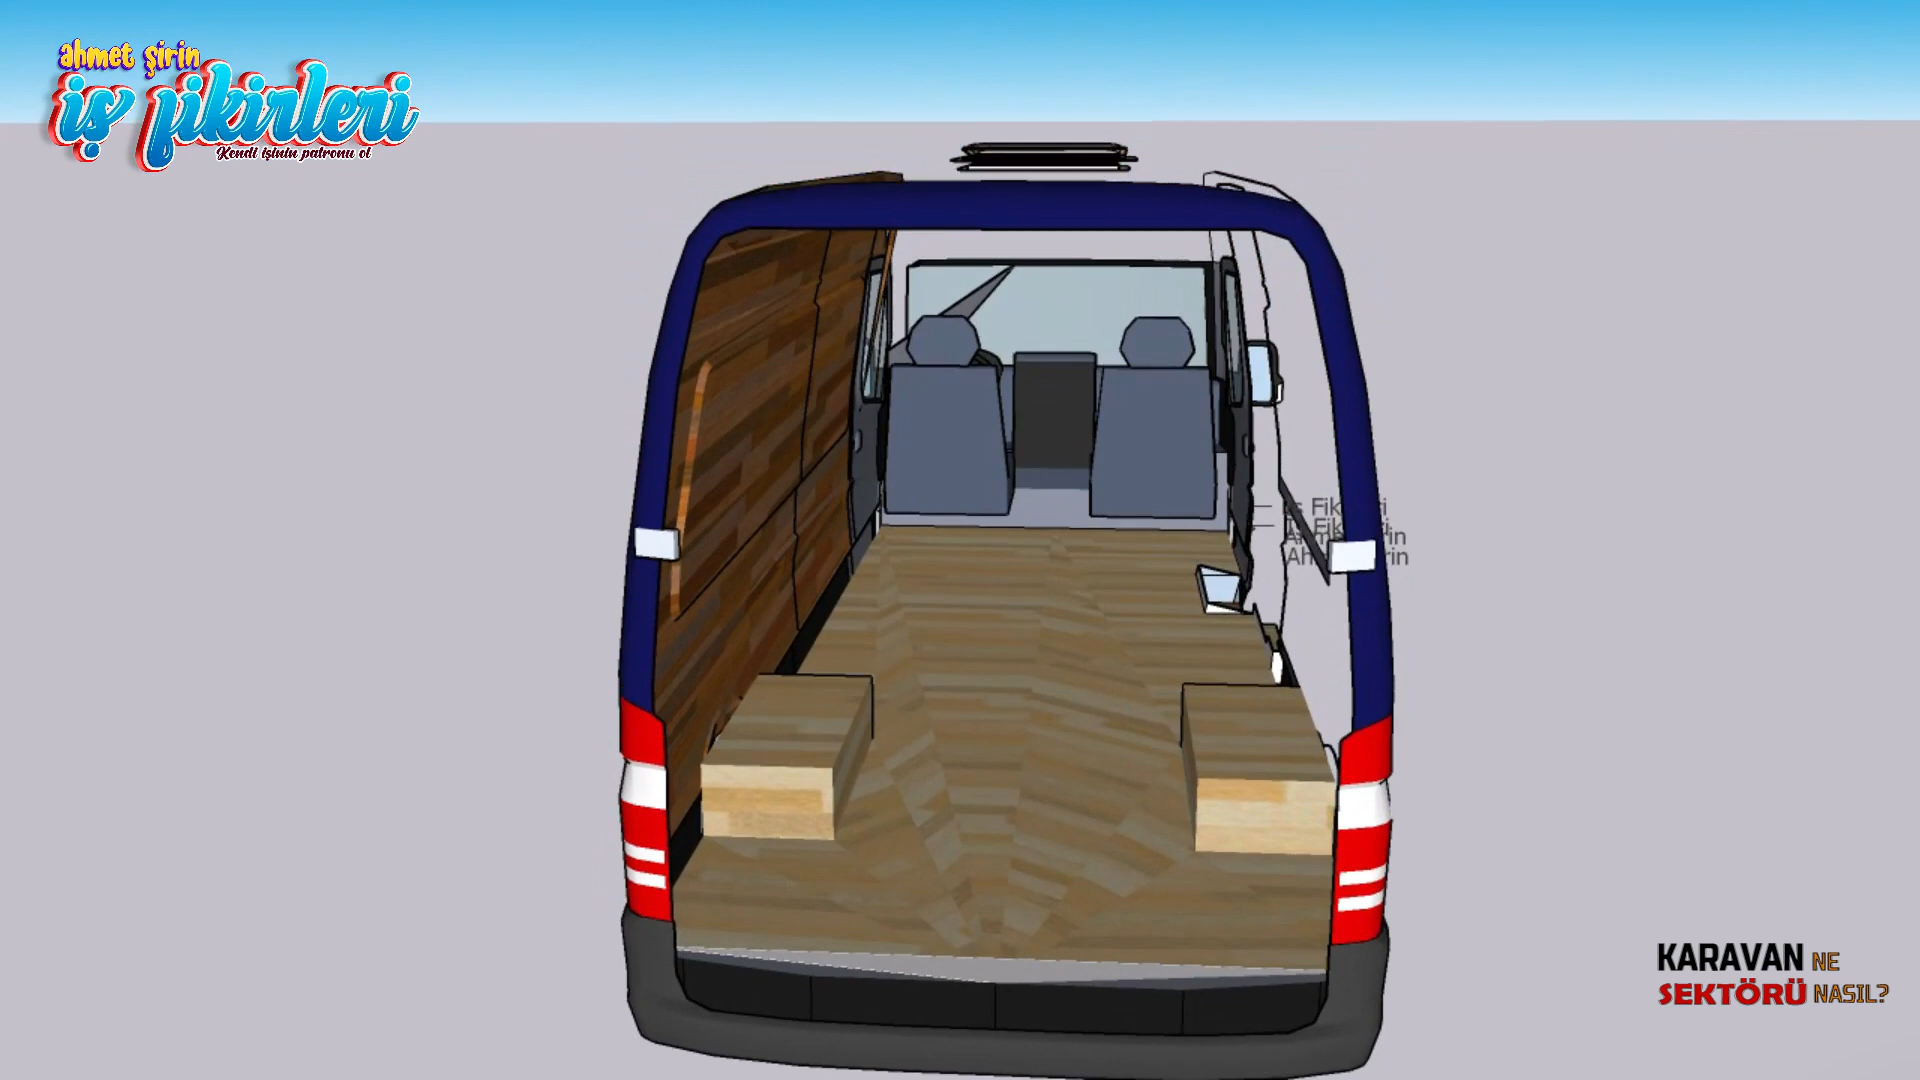 ahmet şirin
iş fikirleri
Kendi işinin patronu ol
KARAVAN NE
SEKTÖRÜ NASIL?